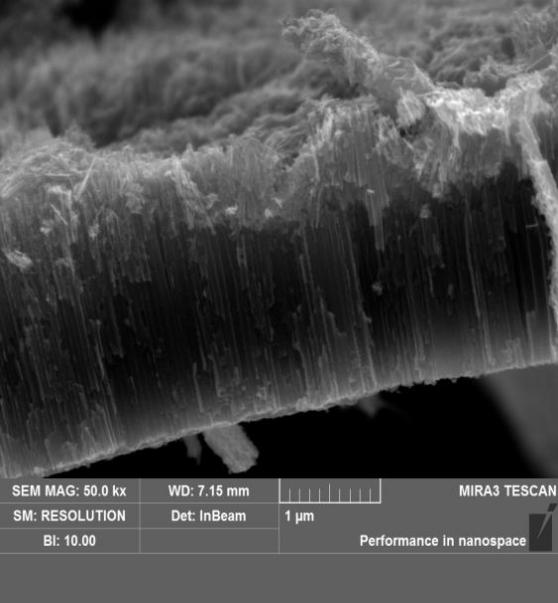 SEM MAG: 50.0 kx
WD: 7.15 mm
MIRA3 TESCAN
SM: RESOLUTION
Det: InBeam
1 µm
BI: 10.00
Performance in nanospace